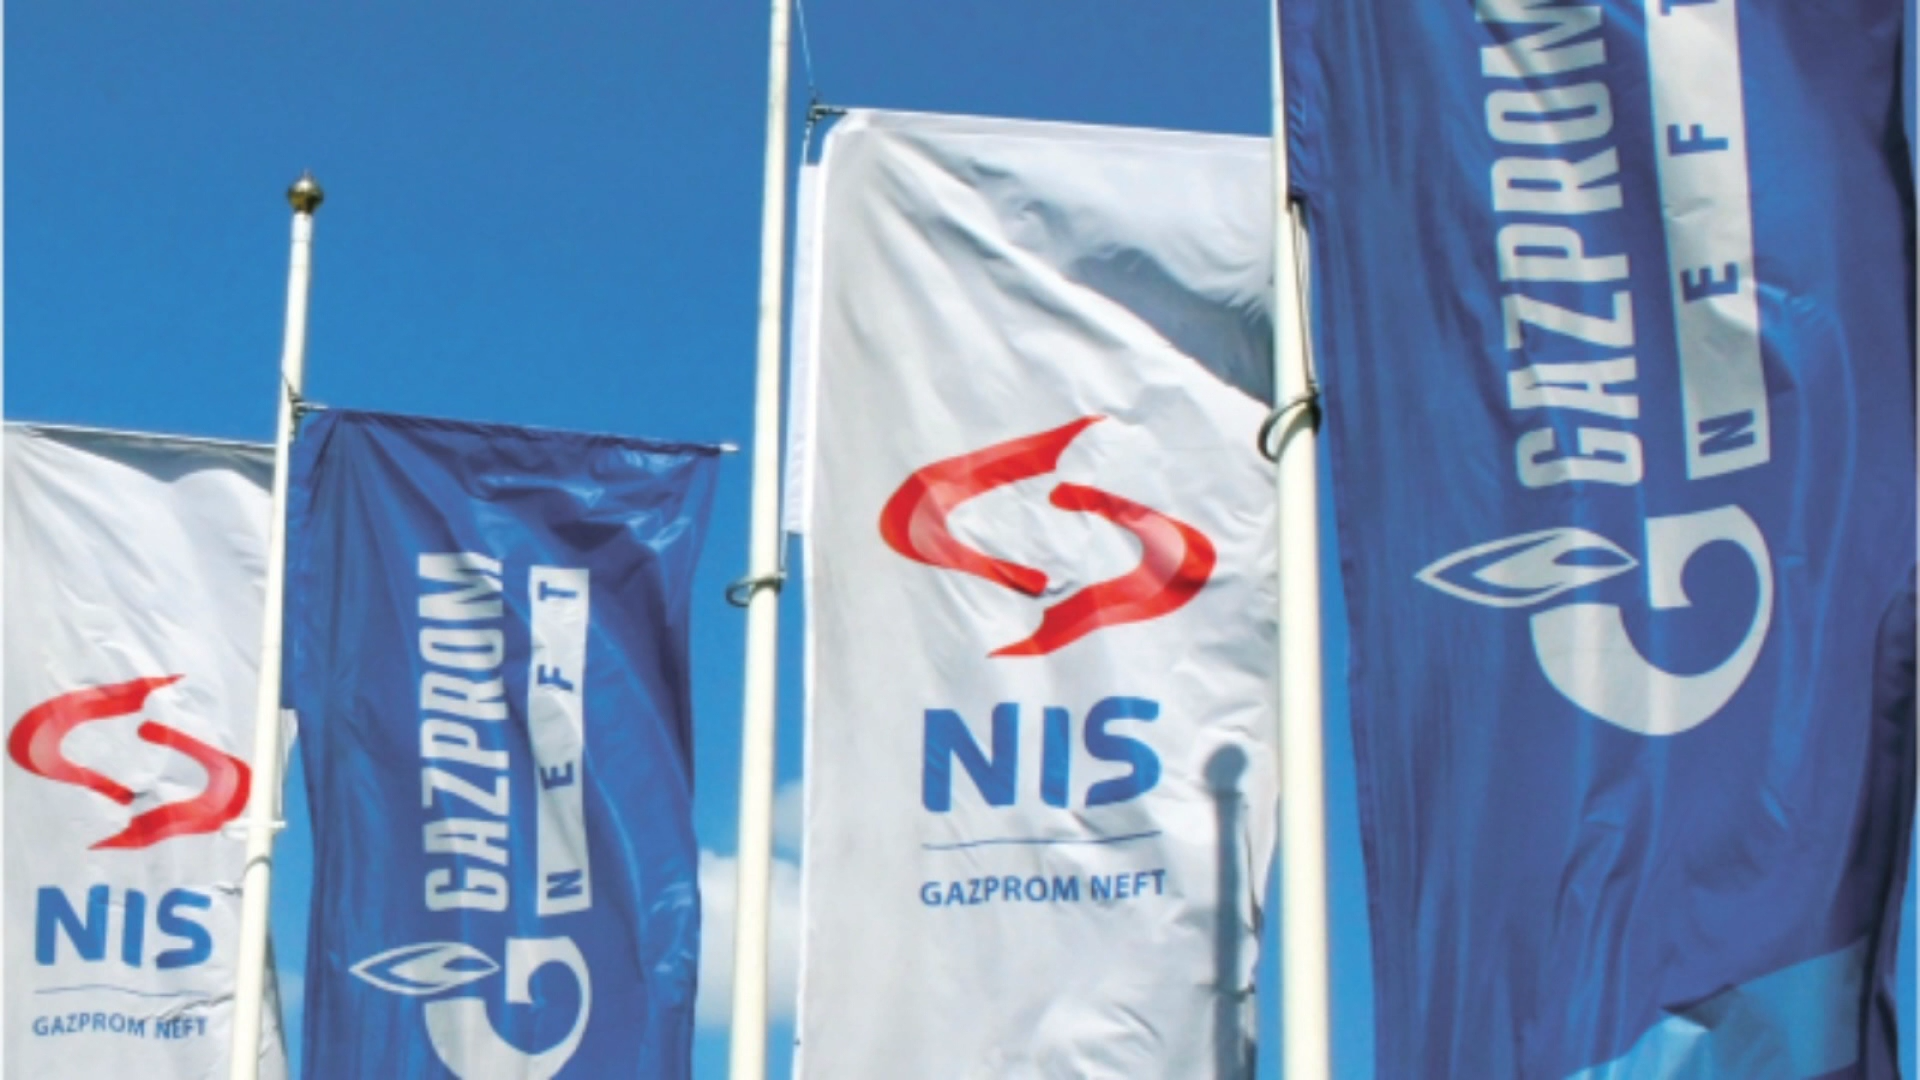 NIS
GAZPROM NEFT
GAZPROM
NEFT
NIS
GAZPROM NEFT
GAZPROM
NEFT